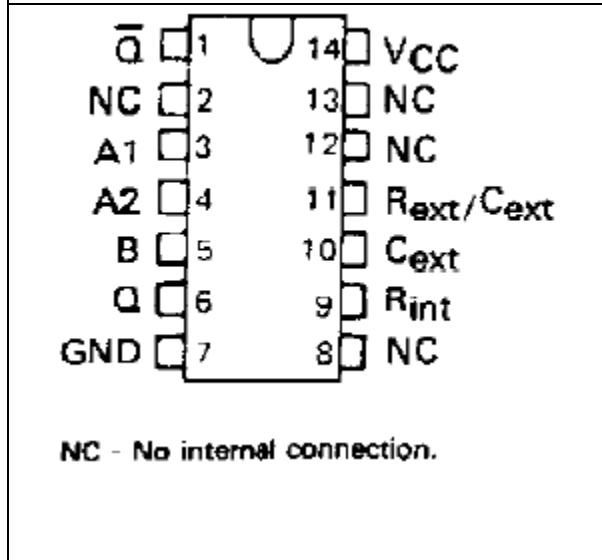 Q̅ 1 14 VCC
NC 2 13 NC
A1 3 12 NC
A2 4 11 Rext/Cext
B 5 10 Cext
Q 6 9 Rint
GND 7 8 NC
NC - No internal connection.